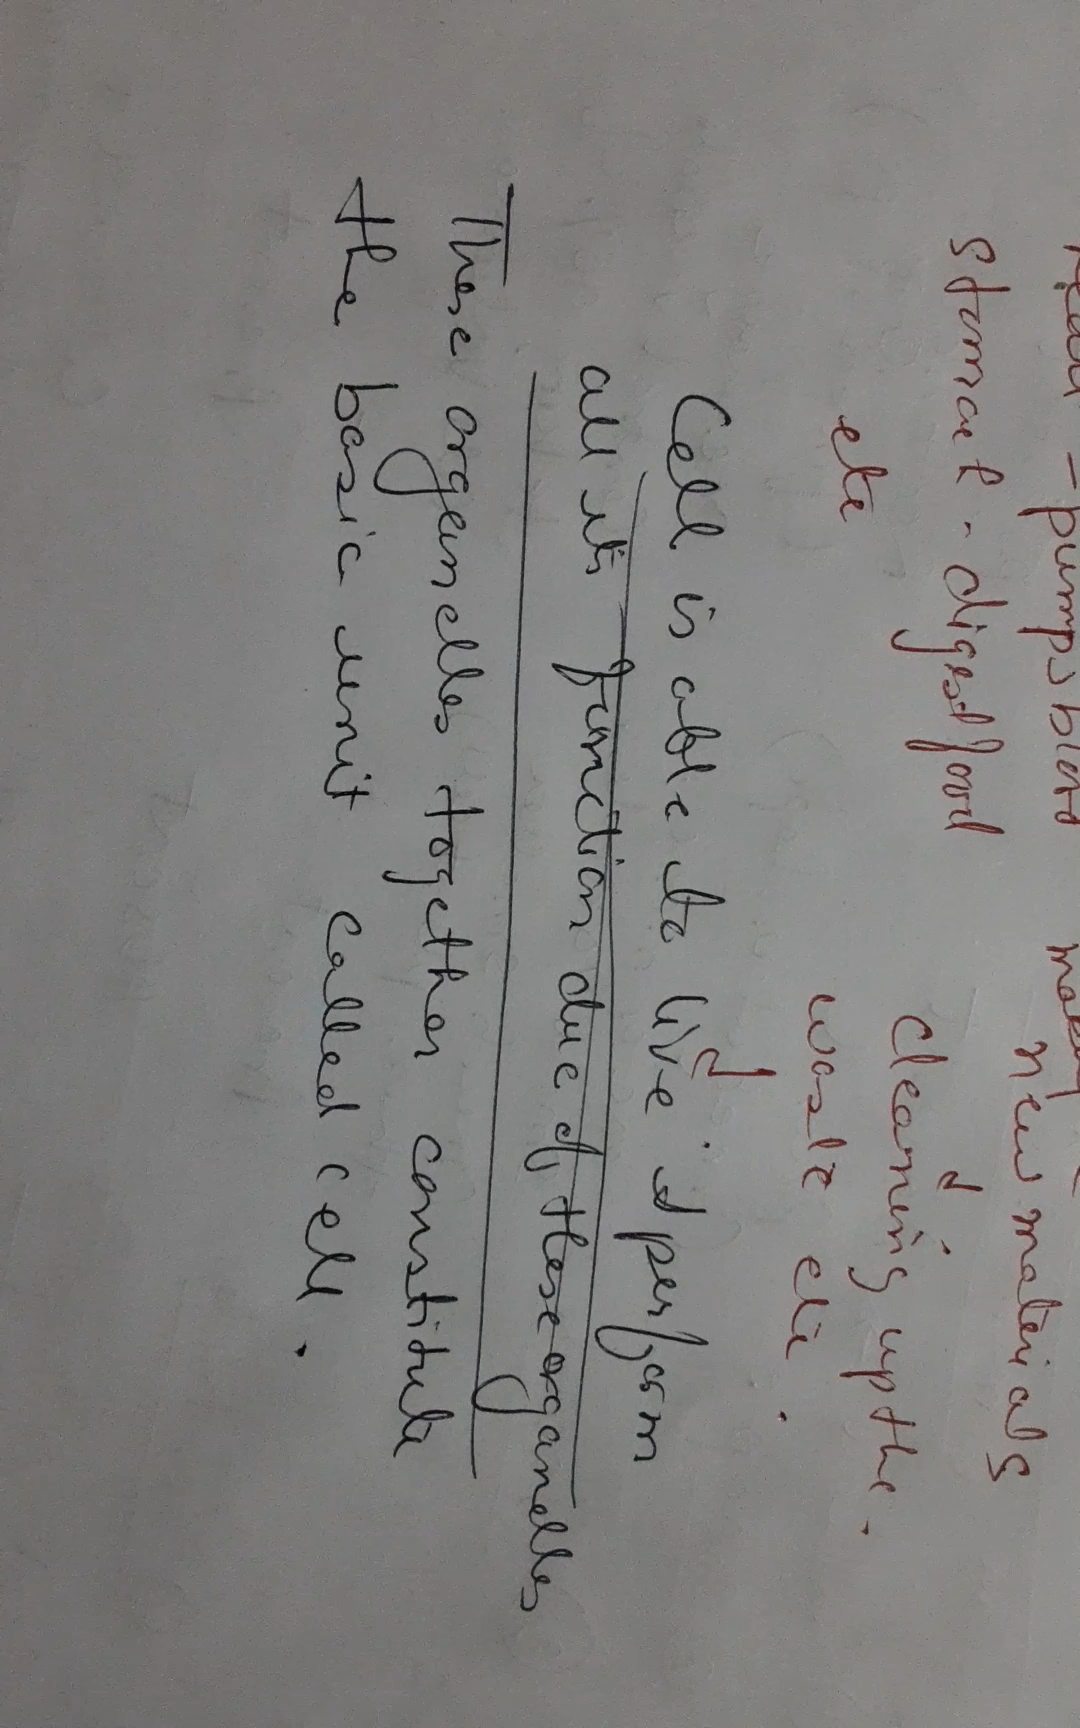 - pumps blood
new materials
stomach - digest food
cleaning up the .
etc
waste etc .
Cell is able to live & perform
all its function due of, these organelles
These organelles together constitute
the basic unit called cell .